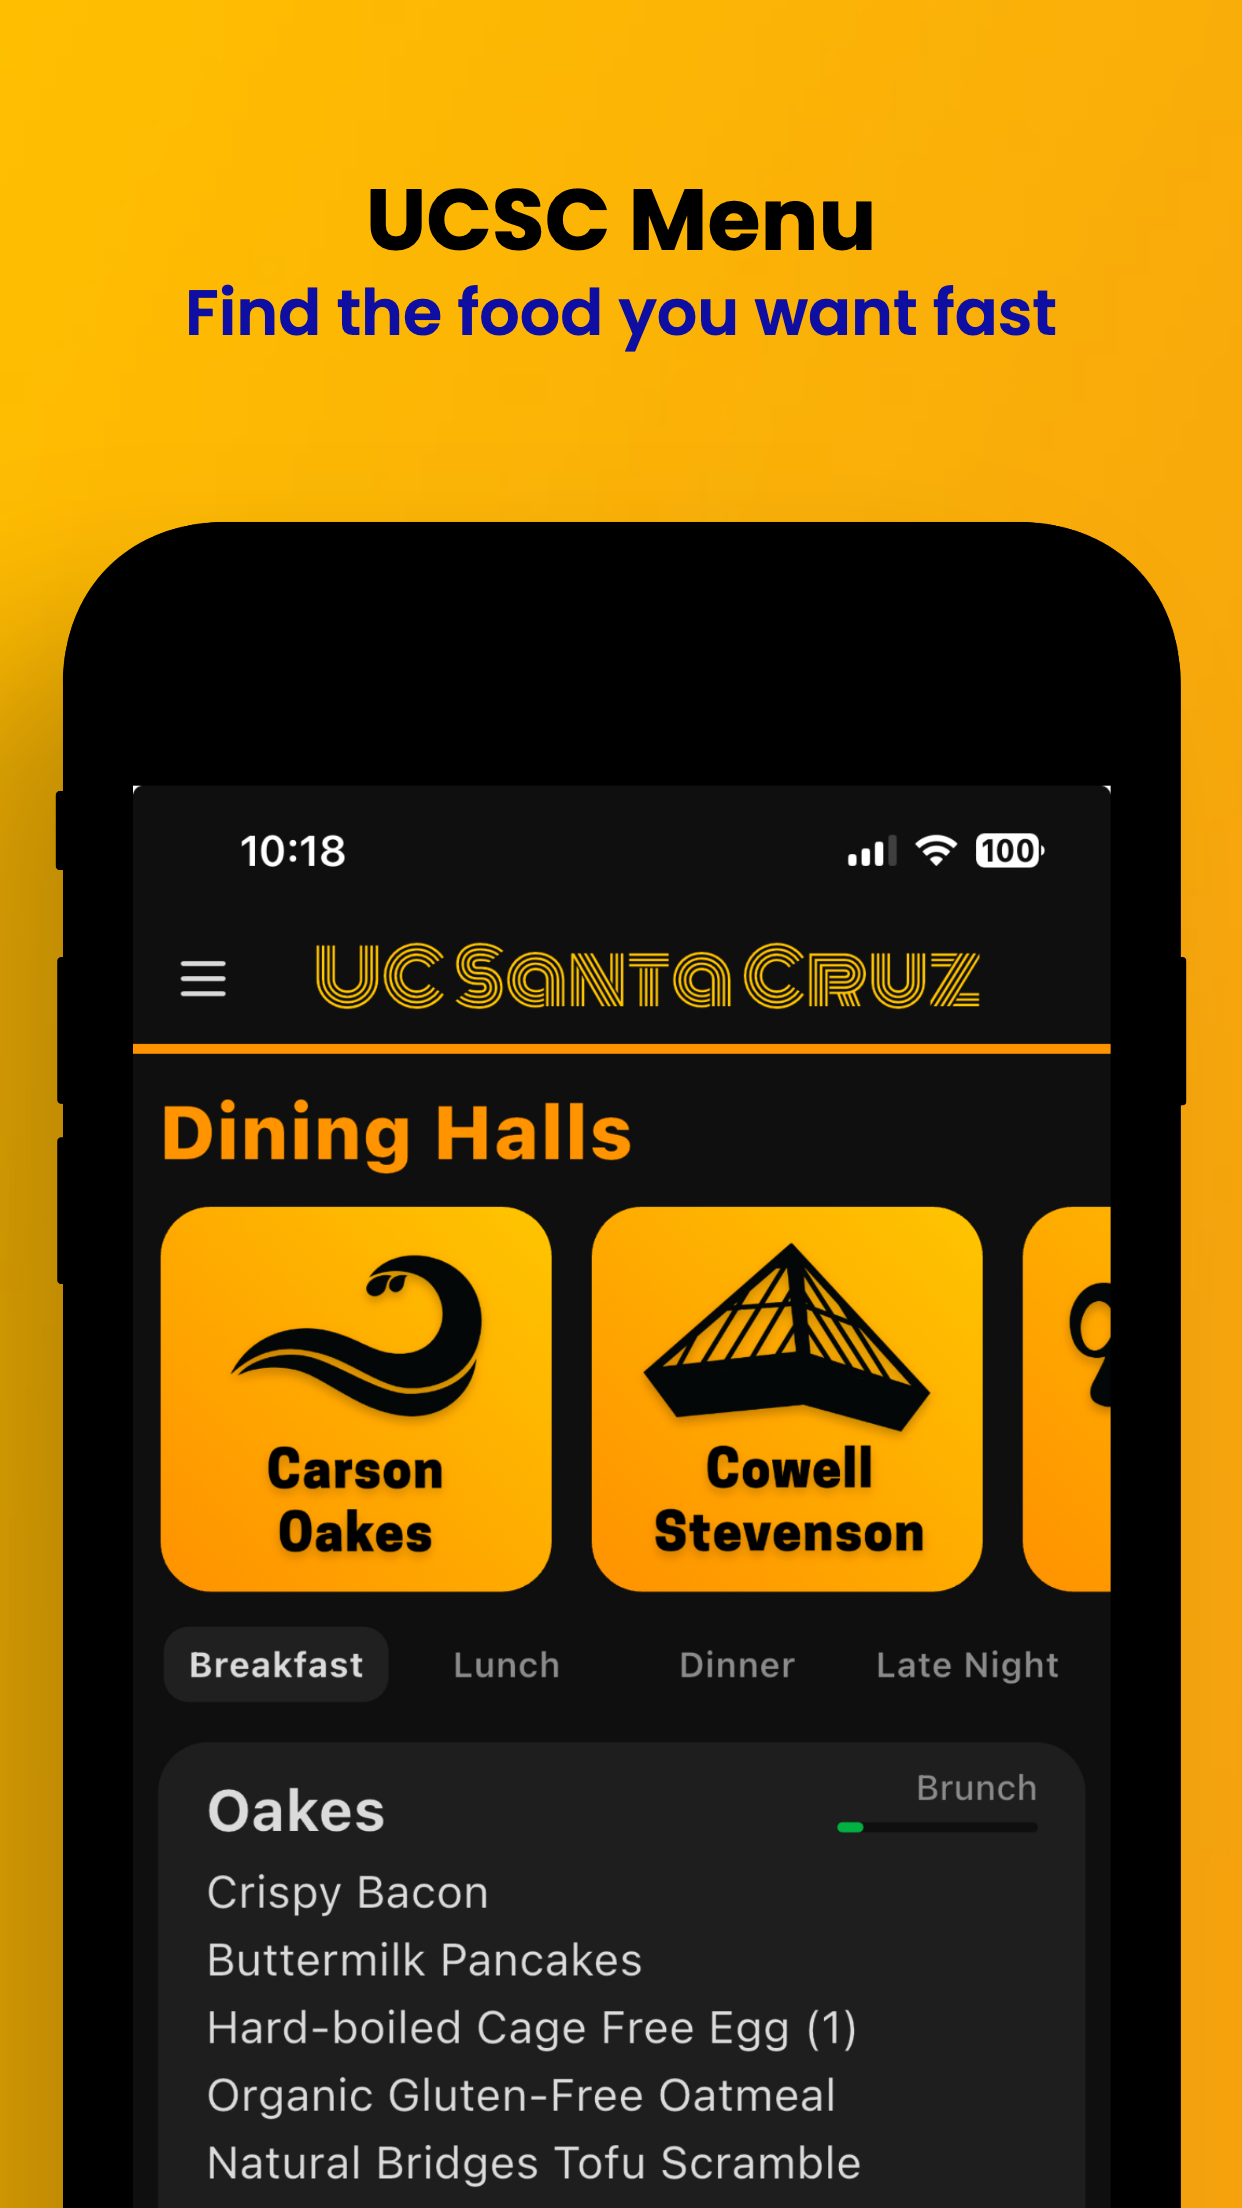 UCSC Menu
Find the food you want fast
10:18
100
UC Santa Cruz
Dining Halls
Carson
Oakes
Cowell
Stevenson
Breakfast
Lunch
Dinner
Late Night
Oakes
Brunch
Crispy Bacon
Buttermilk Pancakes
Hard-boiled Cage Free Egg (1)
Organic Gluten-Free Oatmeal
Natural Bridges Tofu Scramble